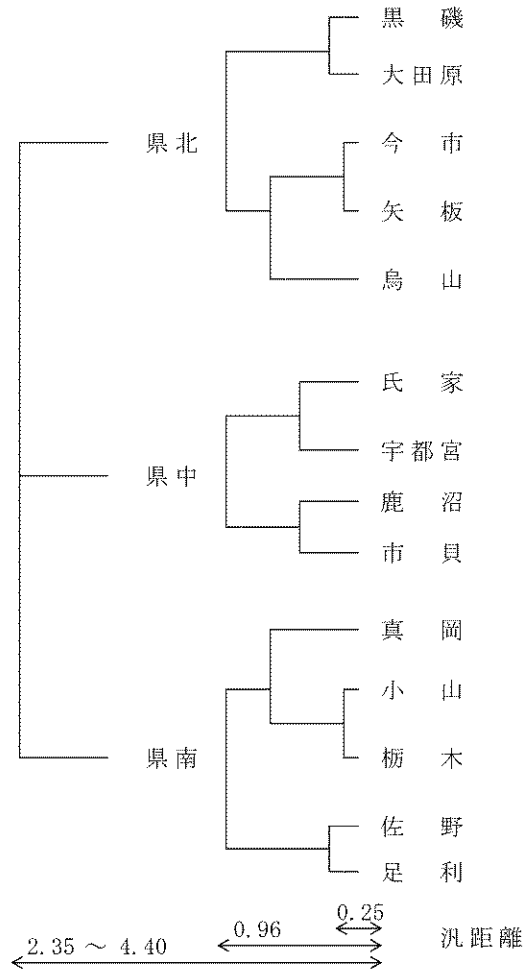 黒磯
大田原
県北
今市
矢板
烏山
氏家
宇都宮
県中
鹿沼
市貝
真岡
小山
県南
栃木
佐野
足利
0.25
0.96
汎距離
2.35 ～ 4.40